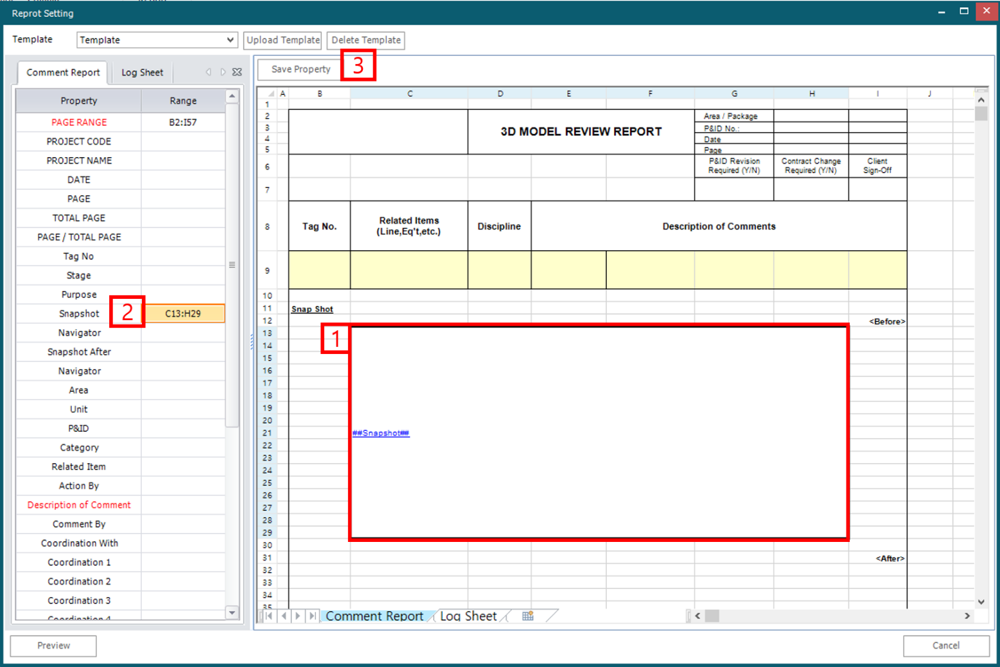 Reprot Setting
Template
Template
Upload Template
Delete Template
Comment Report
Log Sheet
Property
Range
PAGE RANGE
B2:I57
PROJECT CODE
PROJECT NAME
DATE
PAGE
TOTAL PAGE
PAGE / TOTAL PAGE
Tag No
Stage
Purpose
Snapshot
2
C13:H29
Navigator
Snapshot After
Navigator
Area
Unit
P&ID
Category
Related Item
Action By
Description of Comment
Comment By
Coordination With
Coordination 1
Coordination 2
Coordination 3
Coordination 4
Save Property
3
A B C D E F G H I J
1
2
3
4
5
6
7
8
9
10
11
12
13
14
15
16
17
18
19
20
21
22
23
24
25
26
27
28
29
30
31
32
33
34
35
3D MODEL REVIEW REPORT
Area / Package
P&ID No.:
Date
Page
P&ID Revision
Required (Y/N)
Contract Change
Required (Y/N)
Client
Sign-Off
Tag No.
Related Items
(Line,Eq't,etc.)
Discipline
Description of Comments
Snap Shot
<Before>
1
##Snapshot##
<After>
Comment Report
Log Sheet
Preview
Cancel